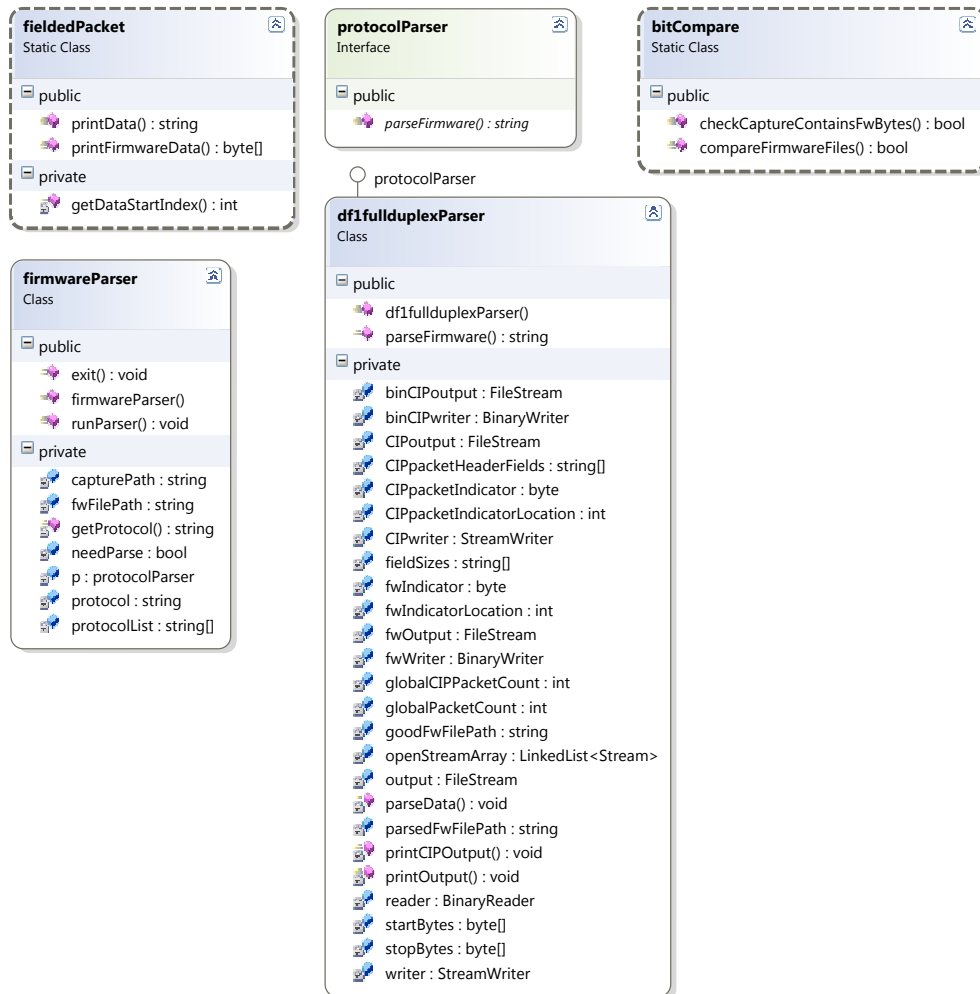 fieldedPacket
Static Class
public
printData() : string
printFirmwareData() : byte[]
private
getDataStartIndex() : int
protocolParser
Interface
public
parseFirmware() : string
bitCompare
Static Class
public
checkCaptureContainsFwBytes() : bool
compareFirmwareFiles() : bool
firmwareParser
Class
public
exit() : void
firmwareParser()
runParser() : void
private
capturePath : string
fwFilePath : string
getProtocol() : string
needParse : bool
p : protocolParser
protocol : string
protocolList : string[]
protocolParser
df1fullduplexParser
Class
public
df1fullduplexParser()
parseFirmware() : string
private
binCIPoutput : FileStream
binCIPwriter : BinaryWriter
CIPoutput : FileStream
CIPpacketHeaderFields : string[]
CIPpacketIndicator : byte
CIPpacketIndicatorLocation : int
CIPwriter : StreamWriter
fieldSizes : string[]
fwIndicator : byte
fwIndicatorLocation : int
fwOutput : FileStream
fwWriter : BinaryWriter
globalCIPPacketCount : int
globalPacketCount : int
goodFwFilePath : string
openStreamArray : LinkedList<Stream>
output : FileStream
parseData() : void
parsedFwFilePath : string
printCIPOutput() : void
printOutput() : void
reader : BinaryReader
startBytes : byte[]
stopBytes : byte[]
writer : StreamWriter